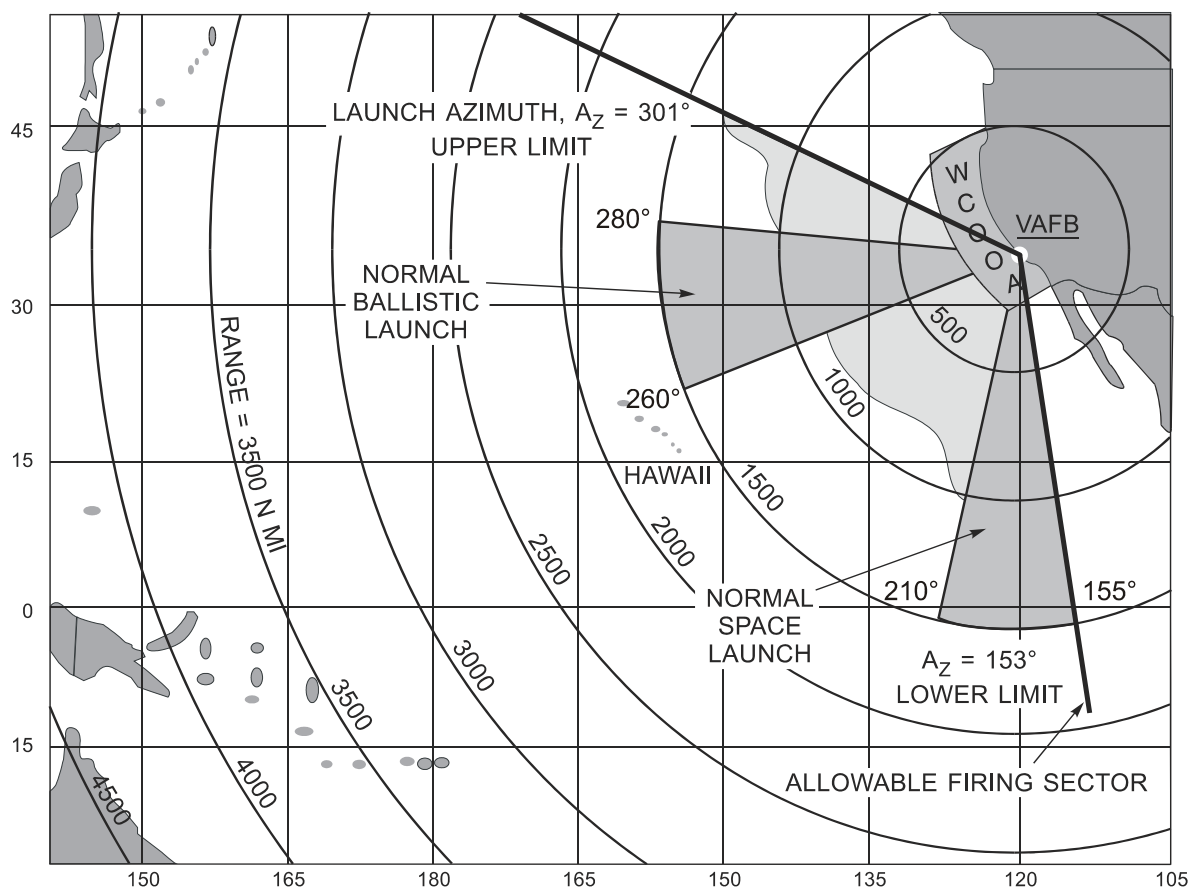 LAUNCH AZIMUTH, AZ = 301°
UPPER LIMIT
45
280°
W
C
O
O
A
VAFB
NORMAL
BALLISTIC
LAUNCH
30
RANGE = 3500 N MI
500
1000
260°
HAWAII
15
1500
2000
2500
3000
3500
4000
4500
NORMAL
SPACE
LAUNCH
210°
155°
0
AZ = 153°
LOWER LIMIT
15
ALLOWABLE FIRING SECTOR
150
165
180
165
150
135
120
105